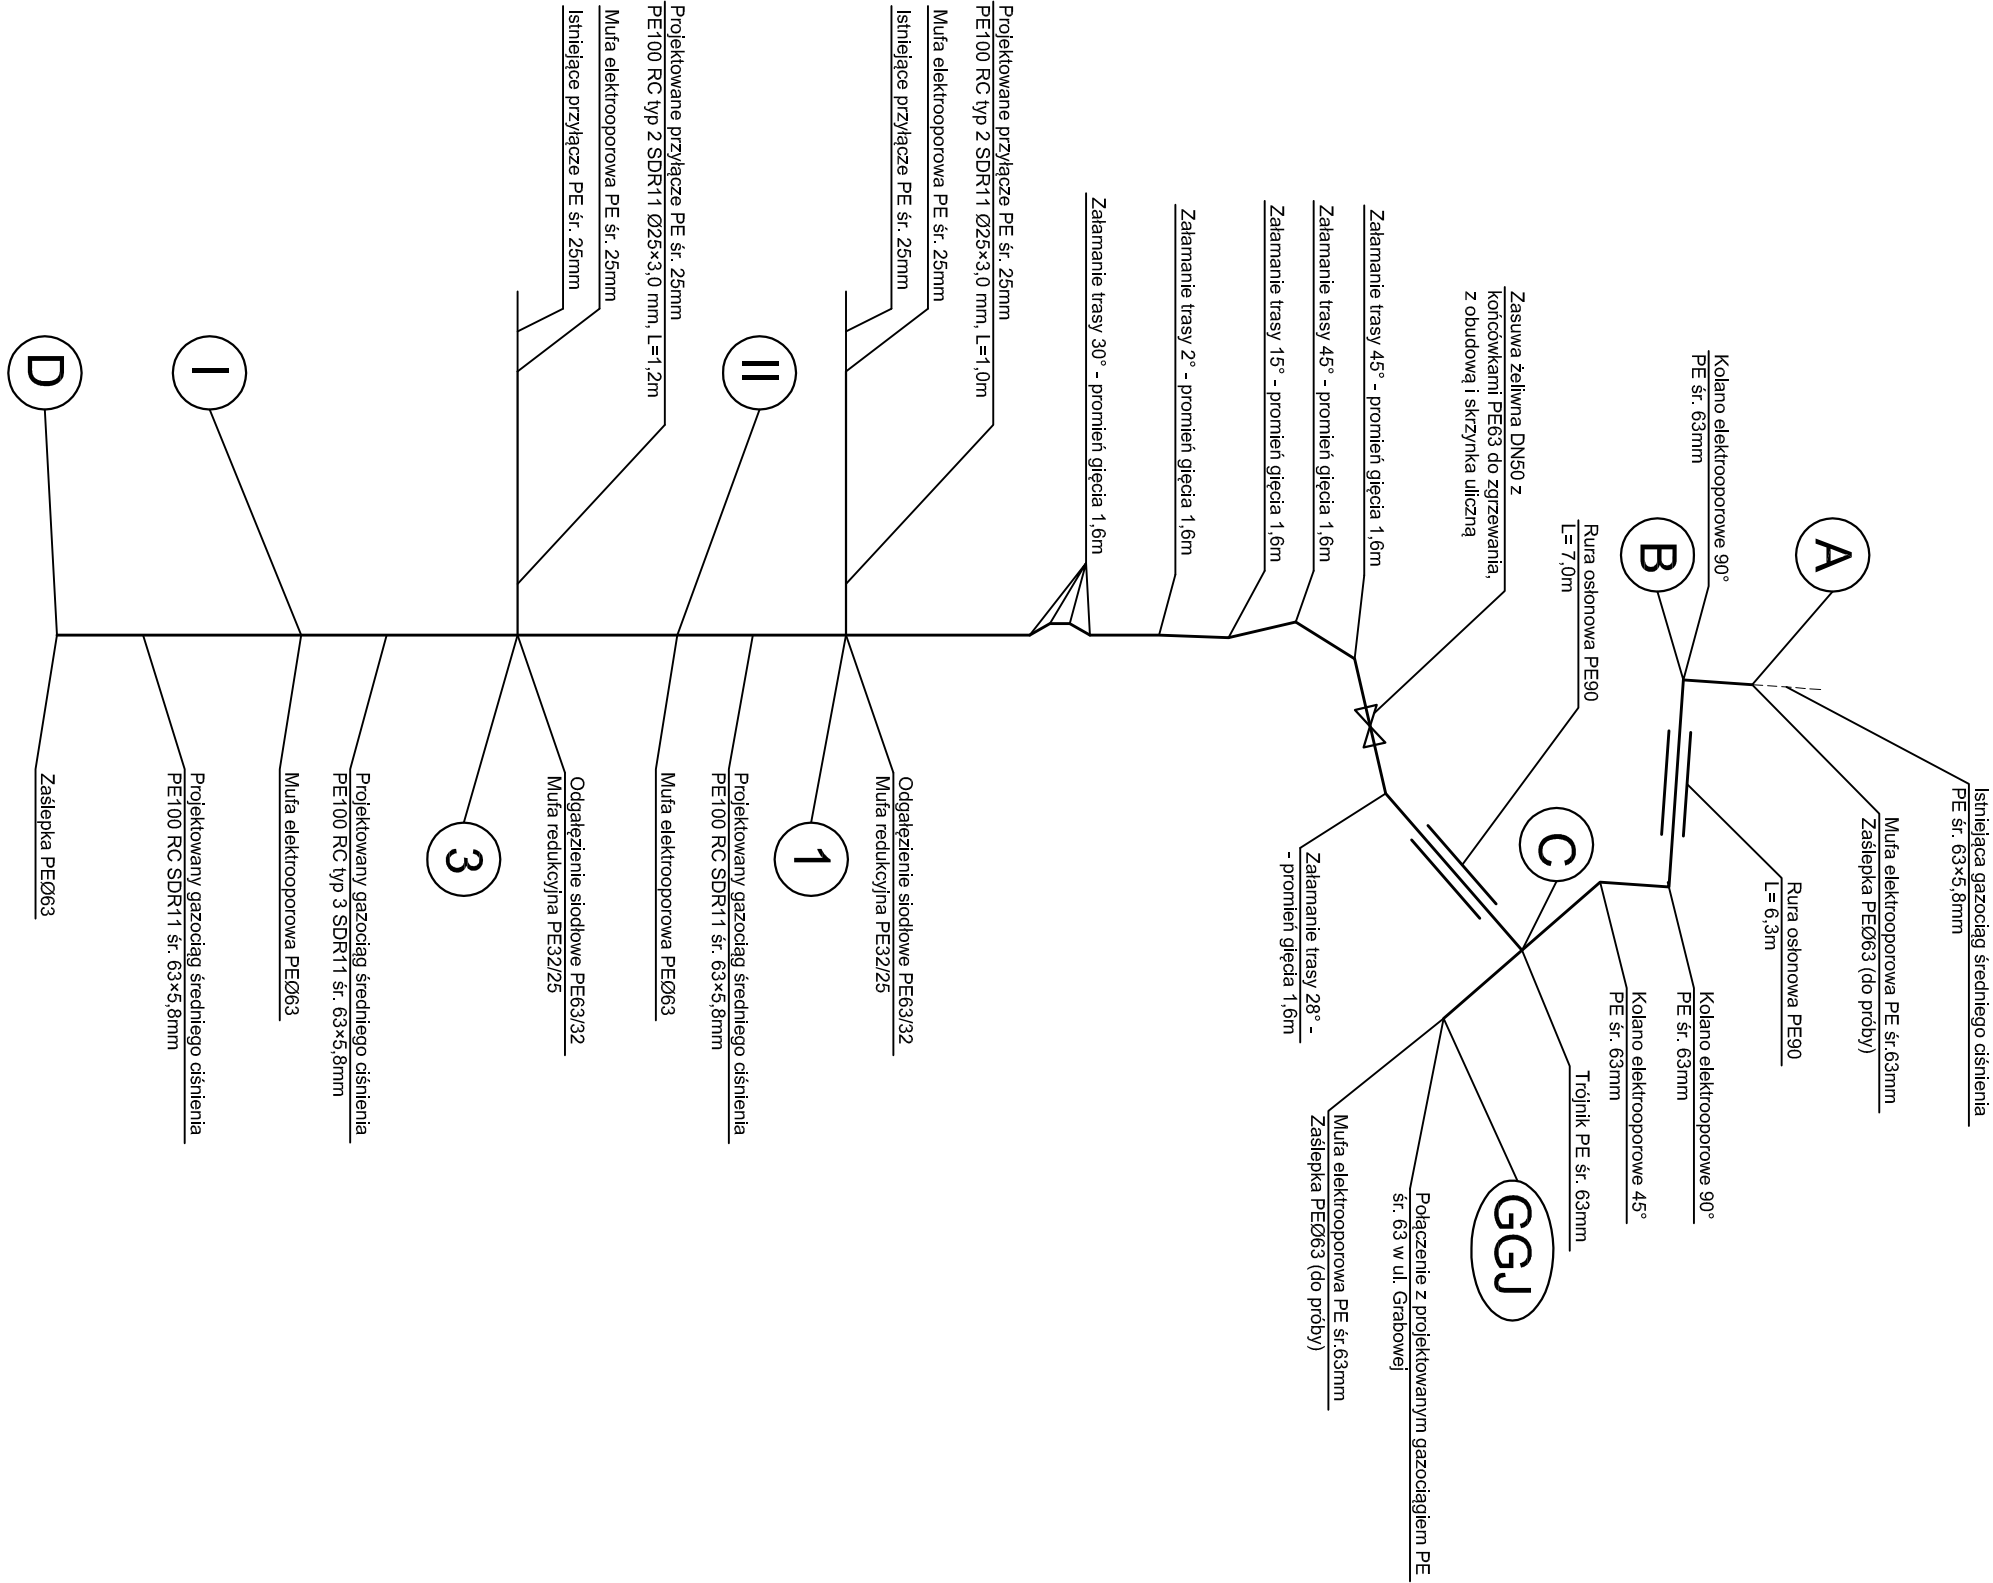 Istniejąca gazociąg średniego ciśnienia
PE śr. 63×5,8mm
Mufa elektrooporowa PE śr.63mm
Zaślepka PEØ63 (do próby)
A
Rura osłonowa PE90
L= 6,3m
Kolano elektrooporowe 90°
PE śr. 63mm
B
Kolano elektrooporowe 90°
PE śr. 63mm
Kolano elektrooporowe 45°
PE śr. 63mm
Rura osłonowa PE90
L= 7,0m
C
Trójnik PE śr. 63mm
GGJ
Zasuwa żeliwna DN50 z
końcówkami PE63 do zgrzewania,
z obudową i skrzynka uliczną
Połączenie z projektowanym gazociągiem PE
śr. 63 w ul. Grabowej
Mufa elektrooporowa PE śr.63mm
Zaślepka PEØ63 (do próby)
Załamanie trasy 28° -
- promień gięcia 1,6m
Załamanie trasy 45° - promień gięcia 1,6m
Załamanie trasy 45° - promień gięcia 1,6m
Załamanie trasy 15° - promień gięcia 1,6m
Załamanie trasy 2° - promień gięcia 1,6m
Załamanie trasy 30° - promień gięcia 1,6m
Projektowane przyłącze PE śr. 25mm
PE100 RC typ 2 SDR11 Ø25×3,0 mm, L=1,0m
Mufa elektrooporowa PE śr. 25mm
Istniejące przyłącze PE śr. 25mm
Odgałęzienie siodłowe PE63/32
Mufa redukcyjna PE32/25
1
II
Projektowany gazociąg średniego ciśnienia
PE100 RC SDR11 śr. 63×5,8mm
Mufa elektrooporowa PEØ63
Projektowane przyłącze PE śr. 25mm
PE100 RC typ 2 SDR11 Ø25×3,0 mm, L=1,2m
Mufa elektrooporowa PE śr. 25mm
Istniejące przyłącze PE śr. 25mm
Odgałęzienie siodłowe PE63/32
Mufa redukcyjna PE32/25
3
Projektowany gazociąg średniego ciśnienia
PE100 RC typ 3 SDR11 śr. 63×5,8mm
Mufa elektrooporowa PEØ63
I
Projektowany gazociąg średniego ciśnienia
PE100 RC SDR11 śr. 63×5,8mm
D
Zaślepka PEØ63